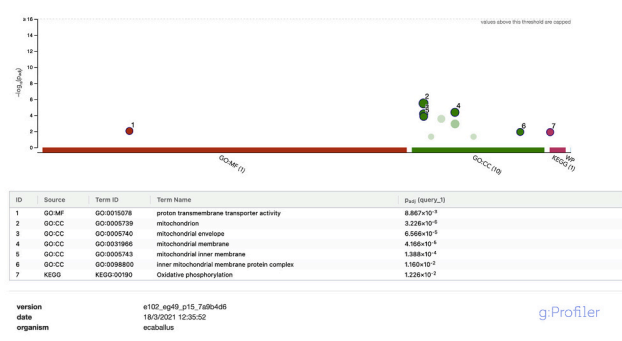 values above this threshold are capped
≥ 16
14
12
10
8
6
4
2
0
-log₁₀(p_adj)
1
2
3
5
4
6
7
GO:MF (1)
GO:CC (10)
KEGG (1)
WP
ID Source Term ID Term Name p_adj (query_1)
1 GO:MF GO:0015078 proton transmembrane transporter activity 8.867×10⁻³
2 GO:CC GO:0005739 mitochondrion 3.226×10⁻⁶
3 GO:CC GO:0005740 mitochondrial envelope 6.566×10⁻⁵
4 GO:CC GO:0031966 mitochondrial membrane 4.166×10⁻⁵
5 GO:CC GO:0005743 mitochondrial inner membrane 1.388×10⁻⁴
6 GO:CC GO:0098800 inner mitochondrial membrane protein complex 1.160×10⁻²
7 KEGG KEGG:00190 Oxidative phosphorylation 1.226×10⁻²
version e102_eg49_p15_7a9b4d6
date 18/3/2021 12:35:52
organism ecaballus
g:Profiler